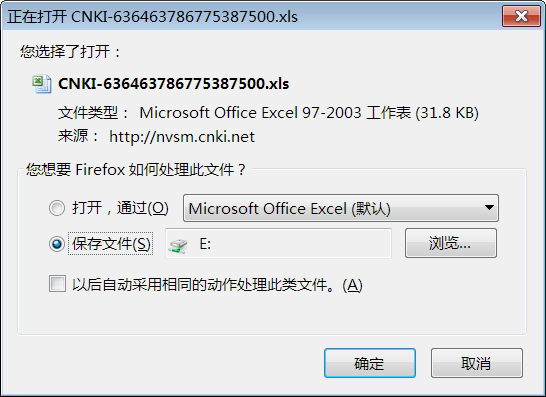 正在打开 CNKI-636463786775387500.xls
您选择了打开：
CNKI-636463786775387500.xls
文件类型： Microsoft Office Excel 97-2003 工作表 (31.8 KB)
来源： http://nvsm.cnki.net
您想要 Firefox 如何处理此文件？
打开，通过(O) Microsoft Office Excel (默认)
保存文件(S) E: 浏览...
以后自动采用相同的动作处理此类文件。(A)
确定 取消